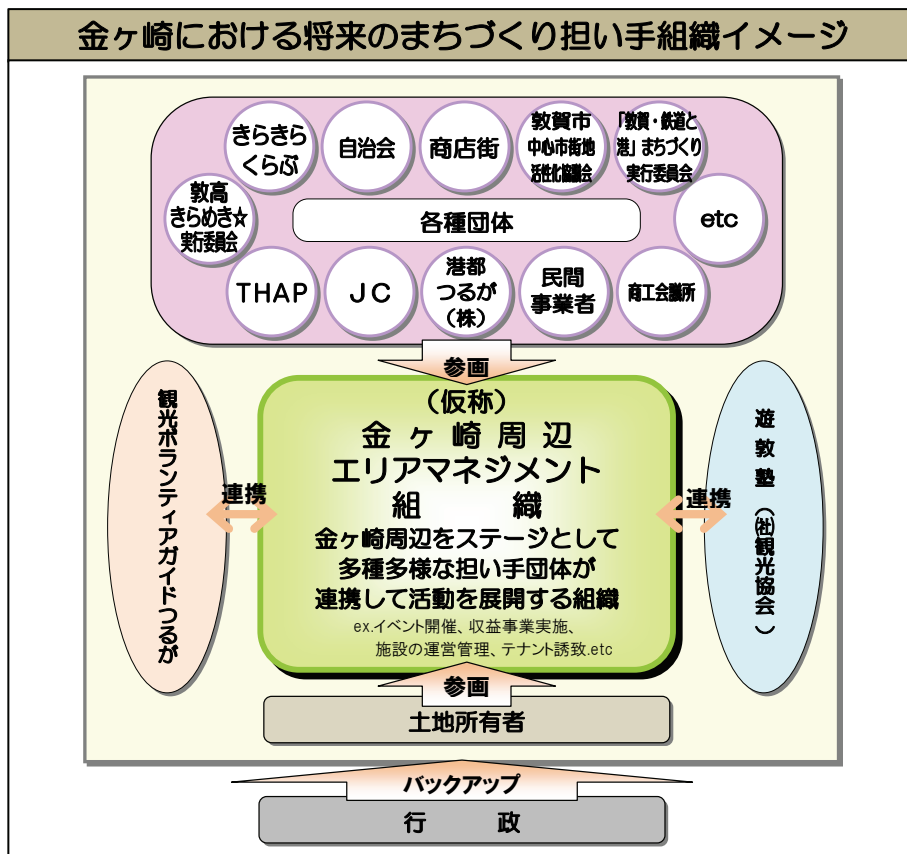 金ヶ崎における将来のまちづくり担い手組織イメージ
きらきら
くらぶ
自治会
商店街
敦賀市
中心市街地
活性化協議会
「敦賀・鉄道と
港」まちづくり
実行委員会
敦高
きらめき☆
実行委員会
各種団体
etc
THAP
ＪＣ
港都
つるが
（株）
民間
事業者
商工会議所
参画
（仮称）
金ヶ崎周辺
エリアマネジメント
組織
金ヶ崎周辺をステージとして
多種多様な担い手団体が
連携して活動を展開する組織
ex.イベント開催、収益事業実施、
施設の運営管理、テナント誘致.etc
観光ボランティアガイドつるが
連携
連携
遊敦塾（㈳観光協会）
参画
土地所有者
バックアップ
行政